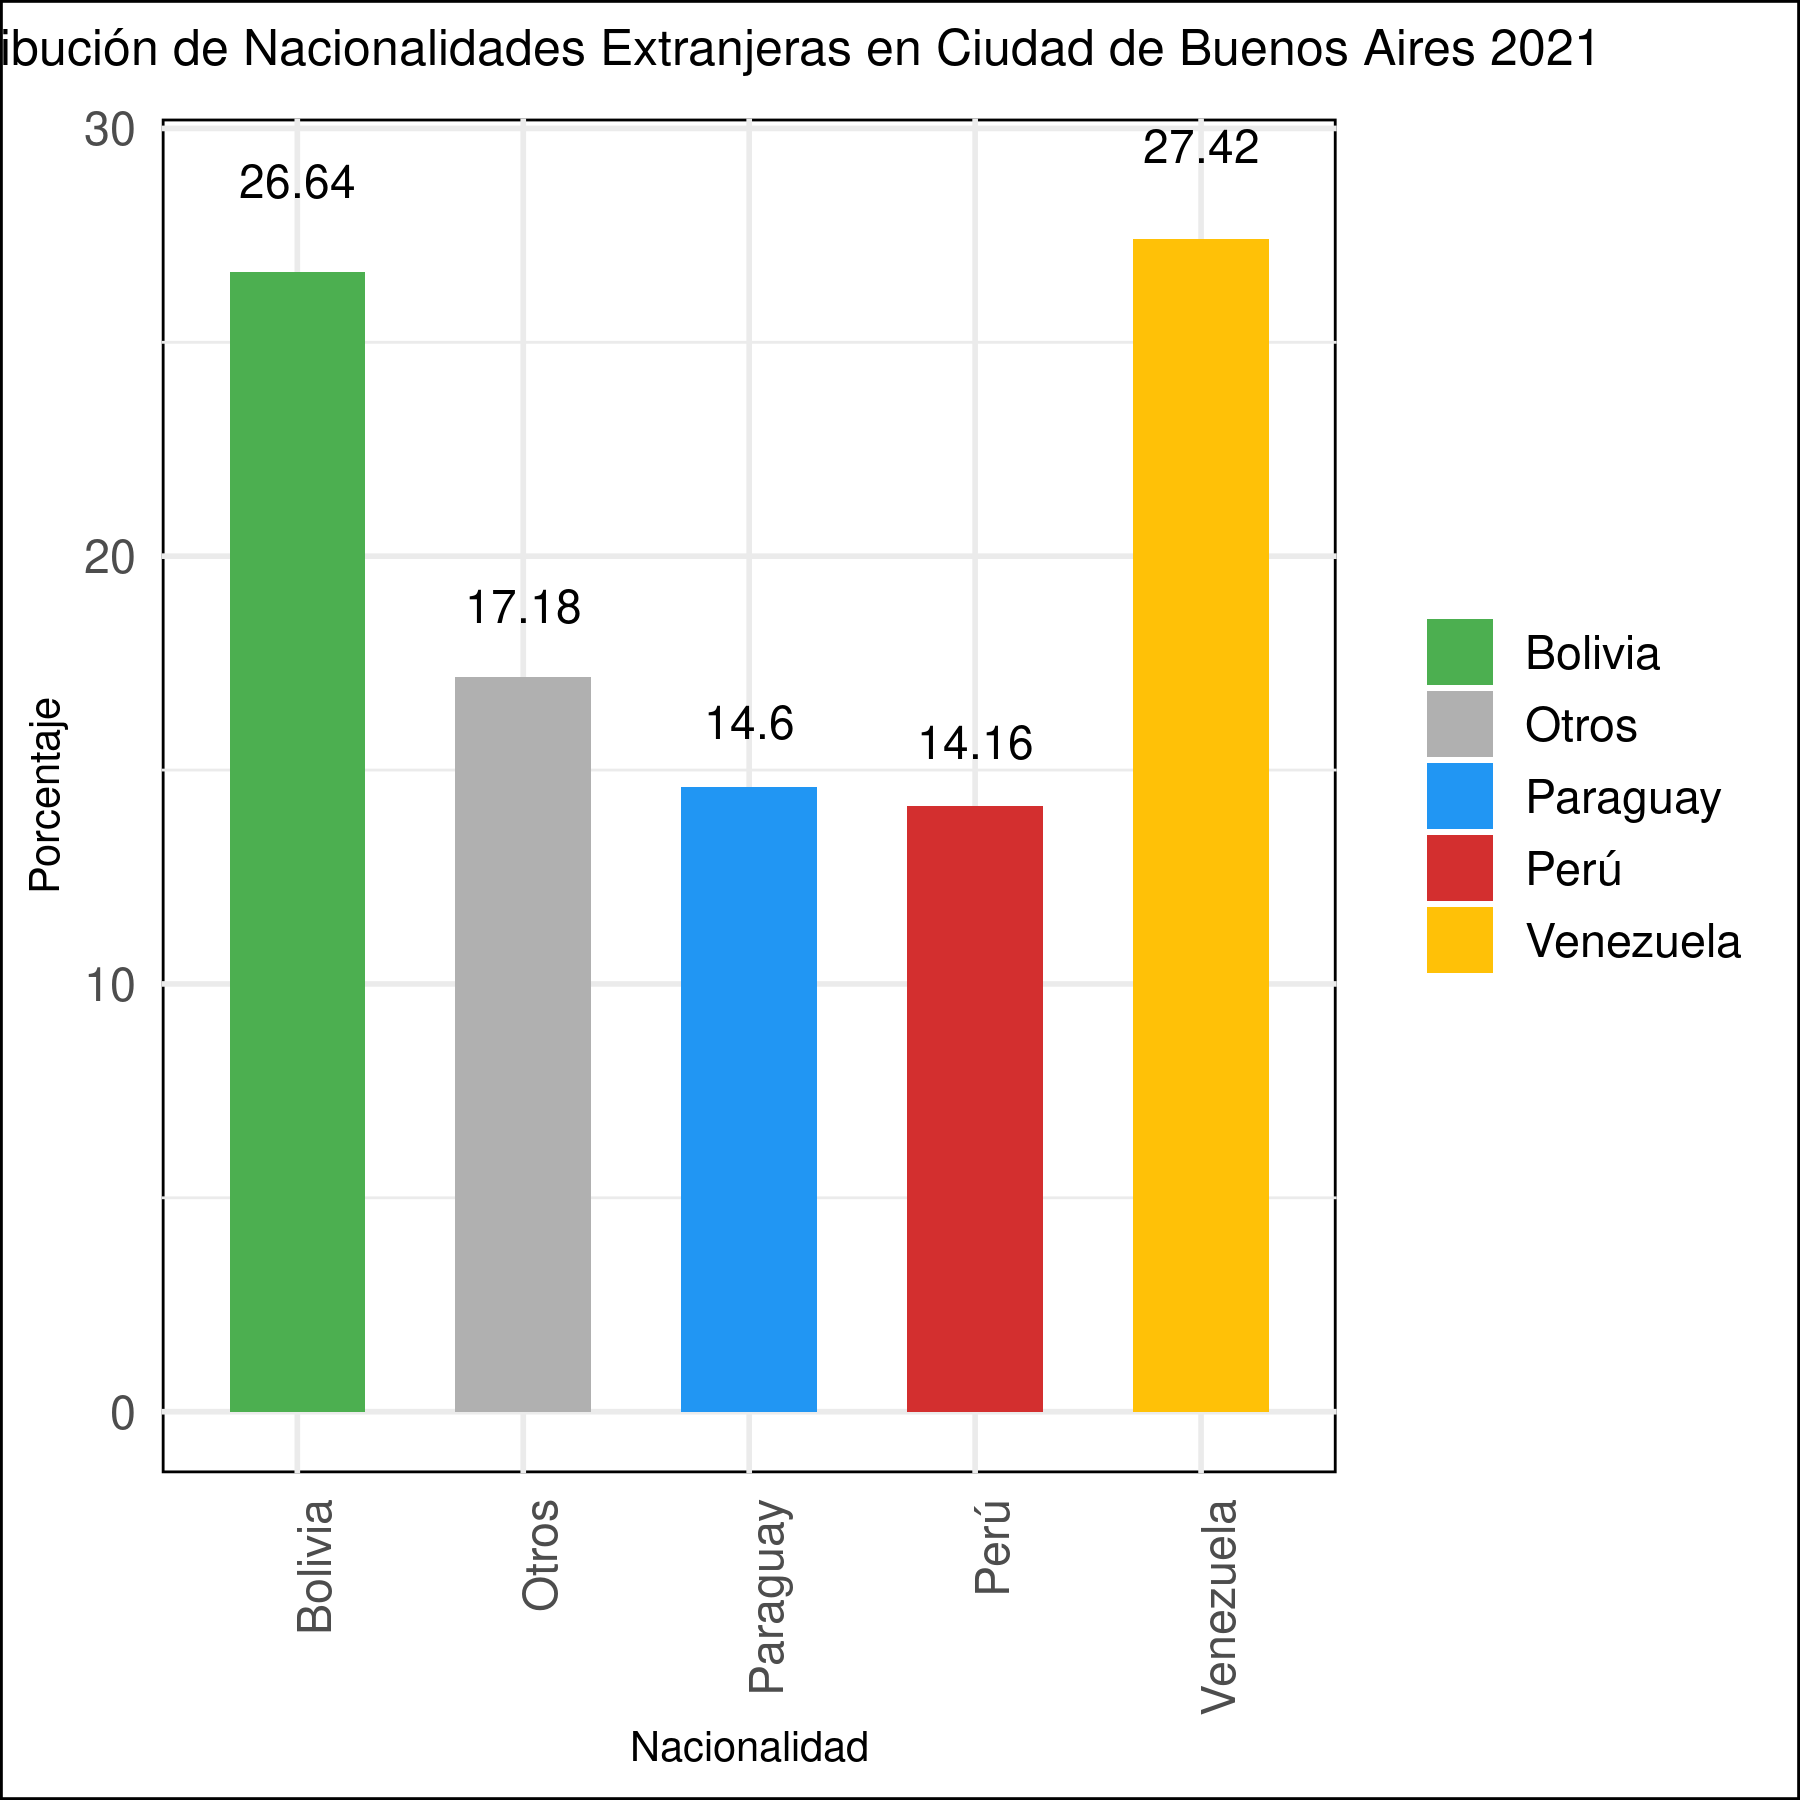 ibución de Nacionalidades Extranjeras en Ciudad de Buenos Aires 2021
30
20
10
0
Porcentaje
26.64
17.18
14.6
14.16
27.42
Bolivia
Otros
Paraguay
Perú
Venezuela
Nacionalidad
Bolivia
Otros
Paraguay
Perú
Venezuela